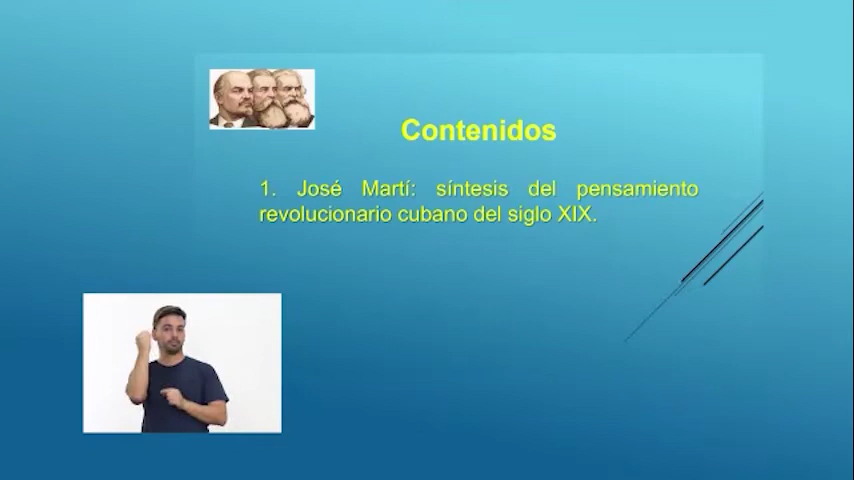 Contenidos
1. José Martí: síntesis del pensamiento
revolucionario cubano del siglo XIX.